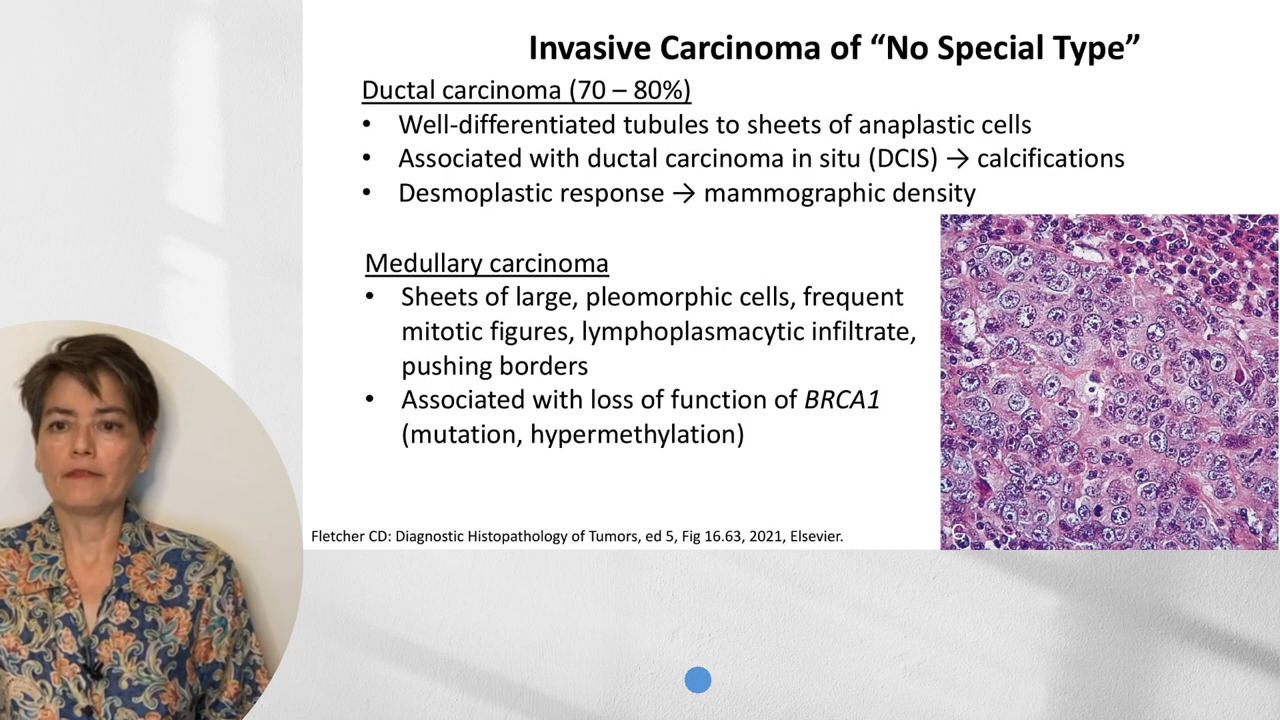 Invasive Carcinoma of “No Special Type”
Ductal carcinoma (70 – 80%)
• Well-differentiated tubules to sheets of anaplastic cells
• Associated with ductal carcinoma in situ (DCIS) → calcifications
• Desmoplastic response → mammographic density
Medullary carcinoma
• Sheets of large, pleomorphic cells, frequent
mitotic figures, lymphoplasmacytic infiltrate,
pushing borders
• Associated with loss of function of BRCA1
(mutation, hypermethylation)
Fletcher CD: Diagnostic Histopathology of Tumors, ed 5, Fig 16.63, 2021, Elsevier.